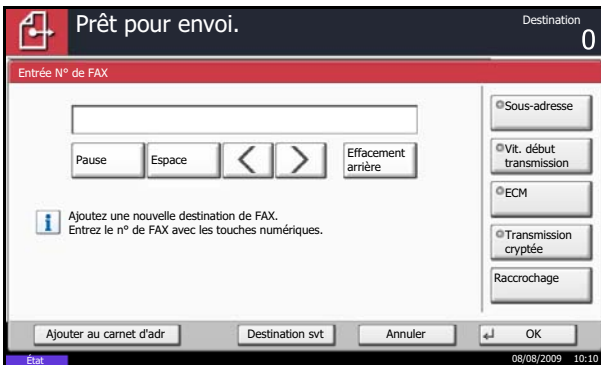 Prêt pour envoi.
Destination
0
Entrée N° de FAX
Sous-adresse
Pause
Espace
Effacement
arrière
Vit. début
transmission
ECM
Ajoutez une nouvelle destination de FAX.
Entrez le n° de FAX avec les touches numériques.
Transmission
cryptée
Raccrochage
Ajouter au carnet d'adr
Destination svt
Annuler
OK
État
08/08/2009 10:10